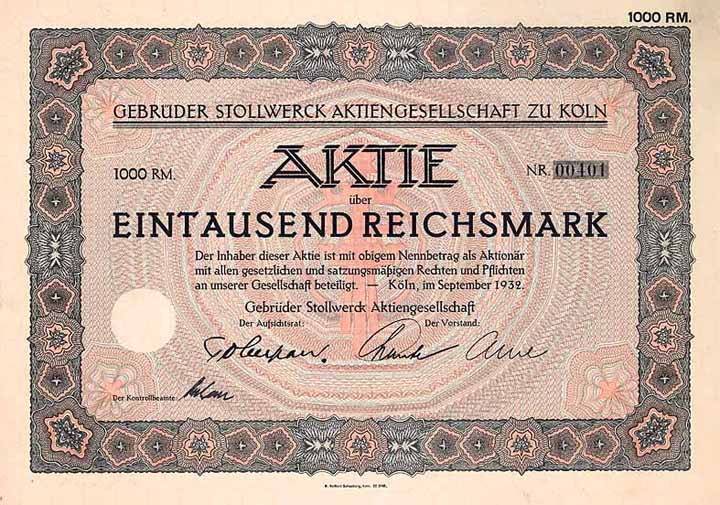 1000 RM.
GEBRÜDER STOLLWERCK AKTIENGESELLSCHAFT ZU KÖLN
1000 RM.
AKTIE
NR. 00401
über
EINTAUSEND REICHSMARK
Der Inhaber dieser Aktie ist mit obigem Nennbetrag als Aktionär
mit allen gesetzlichen und satzungsmäßigen Rechten und Pflichten
an unserer Gesellschaft beteiligt. — Köln, im September 1932.
Gebrüder Stollwerck Aktiengesellschaft
Der Aufsichtsrat: Der Vorstand:
Der Kontrollbeamte: